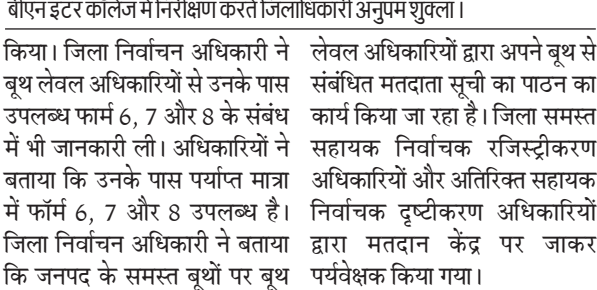 बीएन इंटर कॉलेज में निरीक्षण करते जिलाधिकारी अनुपम शुक्ला।
किया। जिला निर्वाचन अधिकारी ने
बूथ लेवल अधिकारियों से उनके पास
उपलब्ध फार्म 6, 7 और 8 के संबंध
में भी जानकारी ली। अधिकारियों ने
बताया कि उनके पास पर्याप्त मात्रा
में फॉर्म 6, 7 और 8 उपलब्ध है।
जिला निर्वाचन अधिकारी ने बताया
कि जनपद के समस्त बूथों पर बूथ
लेवल अधिकारियों द्वारा अपने बूथ से
संबंधित मतदाता सूची का पाठन का
कार्य किया जा रहा है। जिला समस्त
सहायक निर्वाचक रजिस्ट्रीकरण
अधिकारियों और अतिरिक्त सहायक
निर्वाचक दृष्टीकरण अधिकारियों
द्वारा मतदान केंद्र पर जाकर
पर्यवेक्षक किया गया।